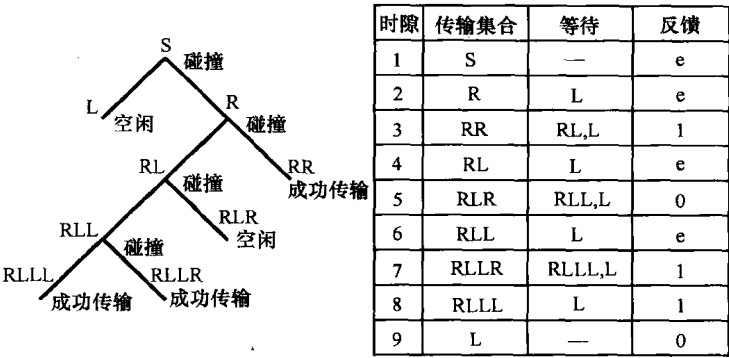 S
碰撞
L
R
空闲
碰撞
RL
RR
碰撞
成功传输
RLL
RLR
碰撞
空闲
RLLL
RLLR
成功传输
成功传输
时隙 传输集合 等待 反馈
1 S — e
2 R L e
3 RR RL,L 1
4 RL L e
5 RLR RLL,L 0
6 RLL L e
7 RLLR RLLL,L 1
8 RLLL L 1
9 L — 0